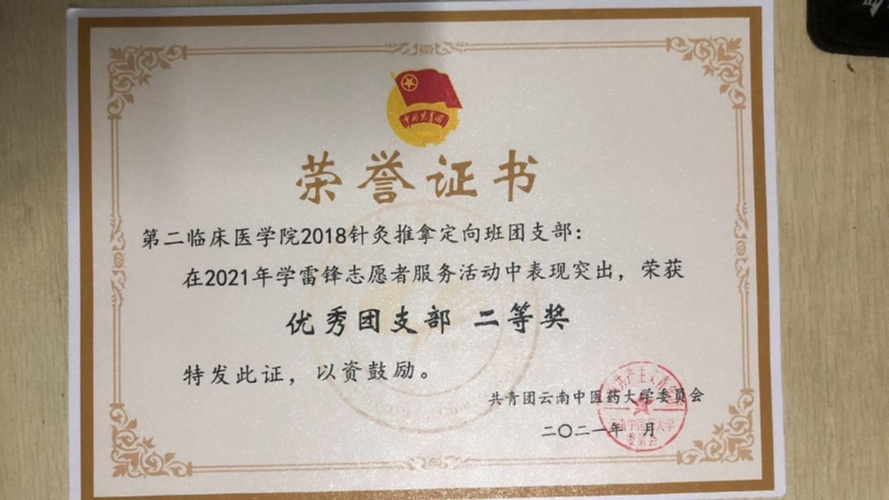 中国共青团
荣誉证书
第二临床医学院2018针灸推拿定向班团支部：
在2021年学雷锋志愿者服务活动中表现突出，荣获
优秀团支部 二等奖
特发此证，以资鼓励。
共青团云南中医药大学委员会
二〇二一年 月